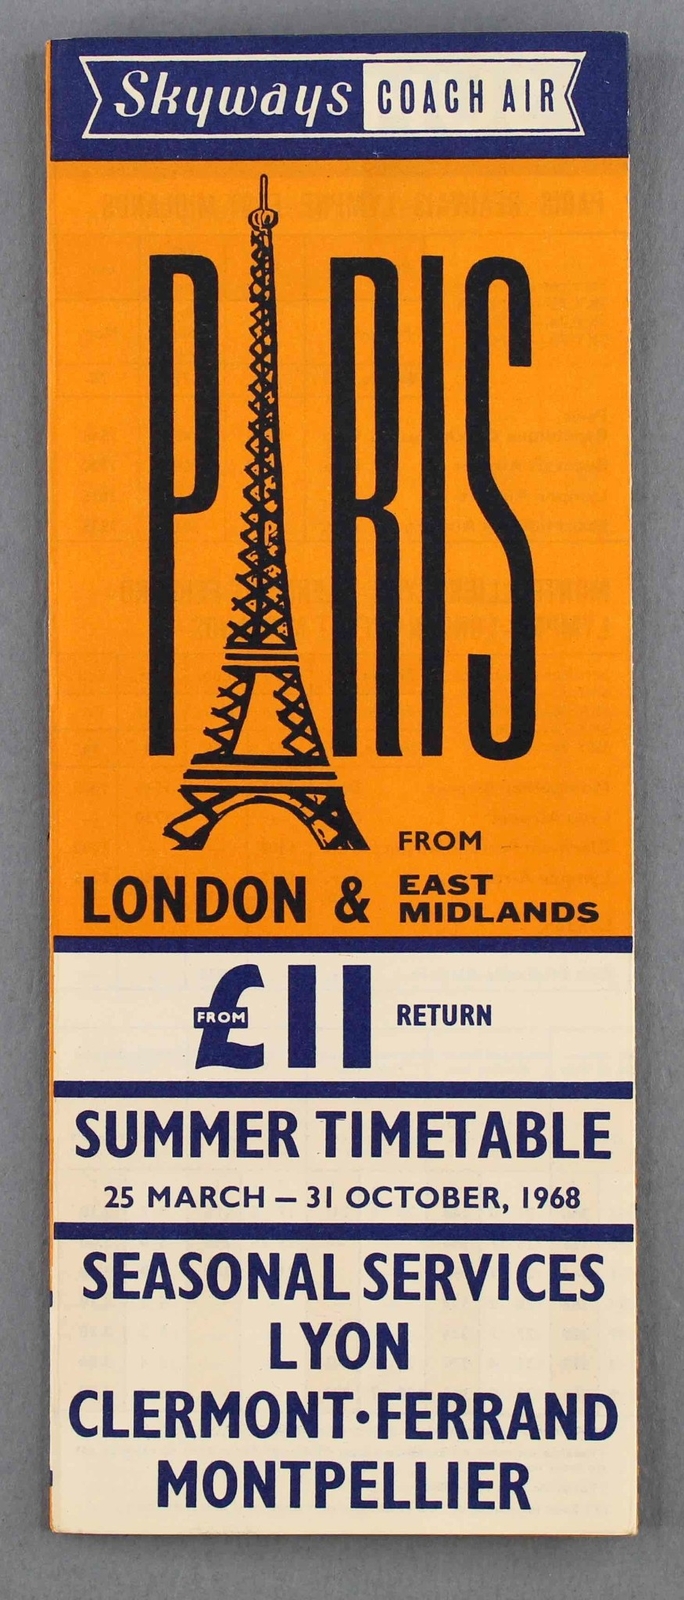 Skyways COACH AIR
PARIS
FROM
LONDON & EAST MIDLANDS
FROM £11 RETURN
SUMMER TIMETABLE
25 MARCH – 31 OCTOBER, 1968
SEASONAL SERVICES
LYON
CLERMONT·FERRAND
MONTPELLIER